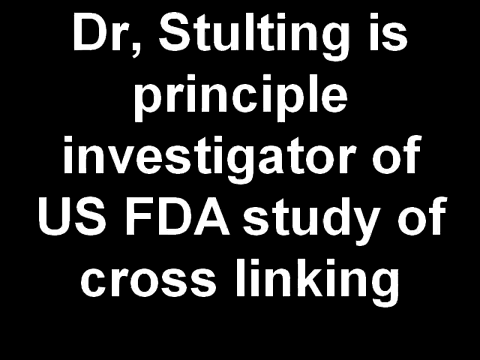 Dr, Stulting is
principle
investigator of
US FDA study of
cross linking